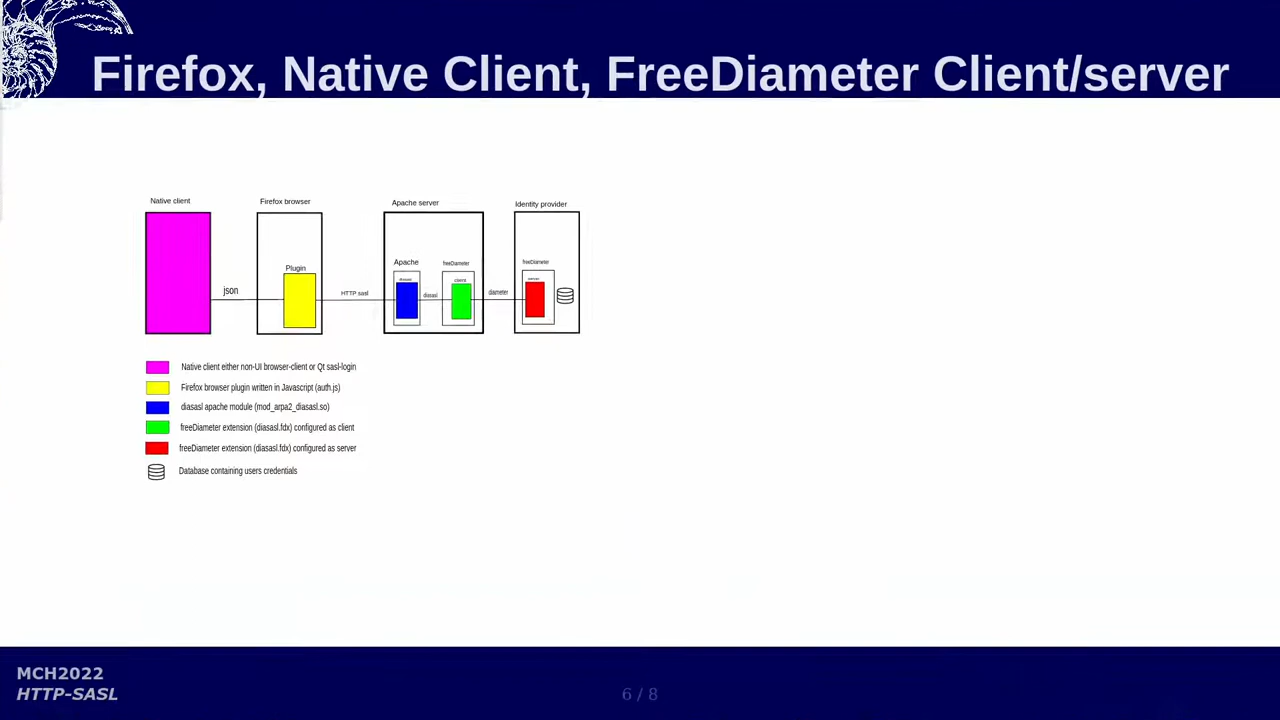 Firefox, Native Client, FreeDiameter Client/server
Native client
Firefox browser
Apache server
Identity provider
Plugin
Apache
freeDiameter
freeDiameter
client
json
HTTP sasl
diasasl
diameter
Native client either non-UI browser-client or Qt sasl-login
Firefox browser plugin written in Javascript (auth.js)
diasasl apache module (mod_arpa2_diasasl.so)
freeDiameter extension (diasasl.fdx) configured as client
freeDiameter extension (diasasl.fdx) configured as server
Database containing users credentials
MCH2022
HTTP-SASL
6 / 8